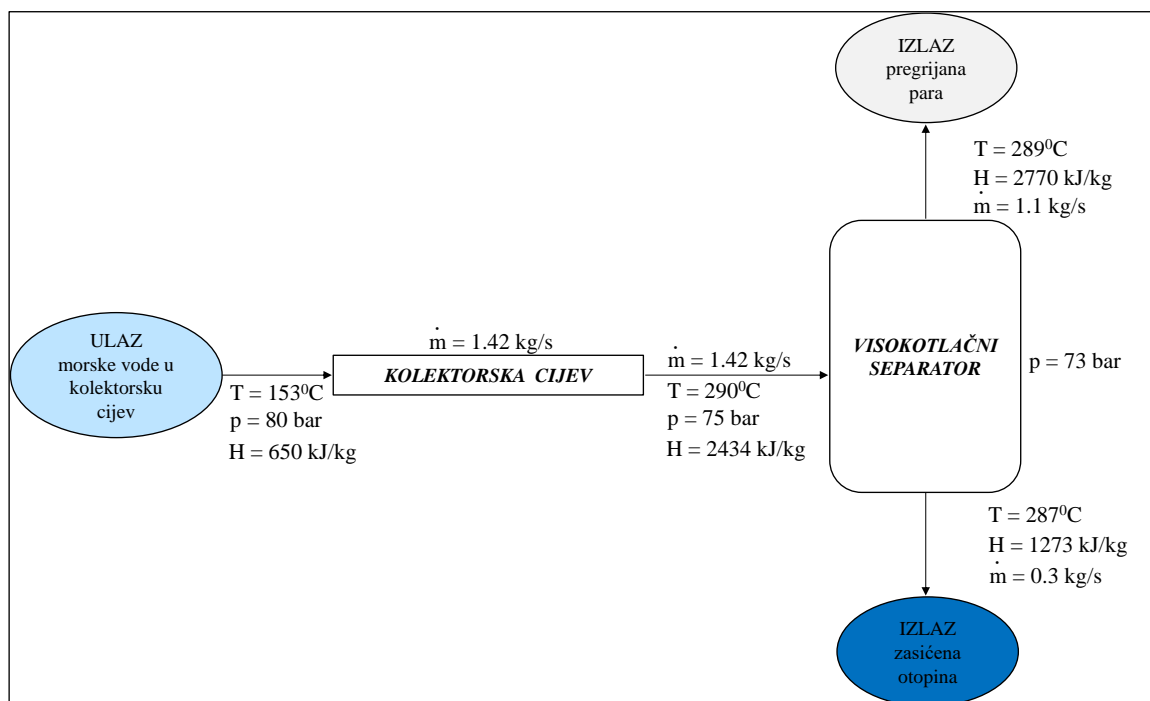 IZLAZ
pregrijana
para
T = 289⁰C
H = 2770 kJ/kg
ṁ = 1.1 kg/s
ULAZ
morske vode u
kolektorsku
cijev
T = 153⁰C
p = 80 bar
H = 650 kJ/kg
ṁ = 1.42 kg/s
KOLEKTORSKA CIJEV
ṁ = 1.42 kg/s
T = 290⁰C
p = 75 bar
H = 2434 kJ/kg
VISOKOTLAČNI
SEPARATOR
p = 73 bar
T = 287⁰C
H = 1273 kJ/kg
ṁ = 0.3 kg/s
IZLAZ
zasićena
otopina